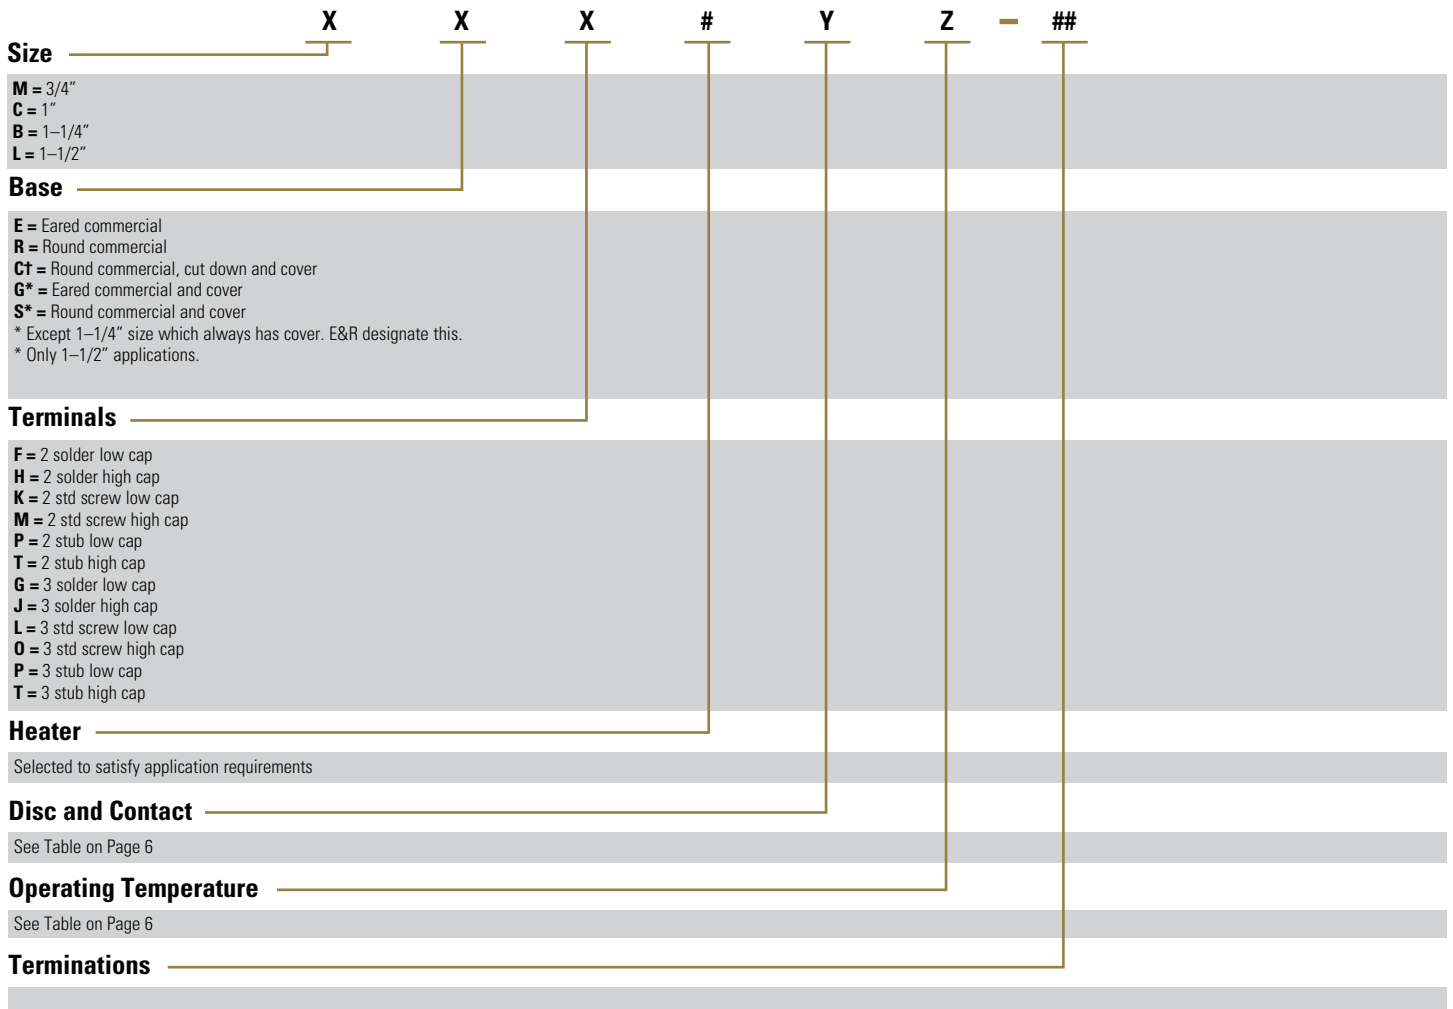 X X X # Y Z – ##
Size
M = 3/4”
C = 1”
B = 1–1/4”
L = 1–1/2”
Base
E = Eared commercial
R = Round commercial
C† = Round commercial, cut down and cover
G* = Eared commercial and cover
S* = Round commercial and cover
* Except 1–1/4” size which always has cover. E&R designate this.
* Only 1–1/2” applications.
Terminals
F = 2 solder low cap
H = 2 solder high cap
K = 2 std screw low cap
M = 2 std screw high cap
P = 2 stub low cap
T = 2 stub high cap
G = 3 solder low cap
J = 3 solder high cap
L = 3 std screw low cap
O = 3 std screw high cap
P = 3 stub low cap
T = 3 stub high cap
Heater
Selected to satisfy application requirements
Disc and Contact
See Table on Page 6
Operating Temperature
See Table on Page 6
Terminations